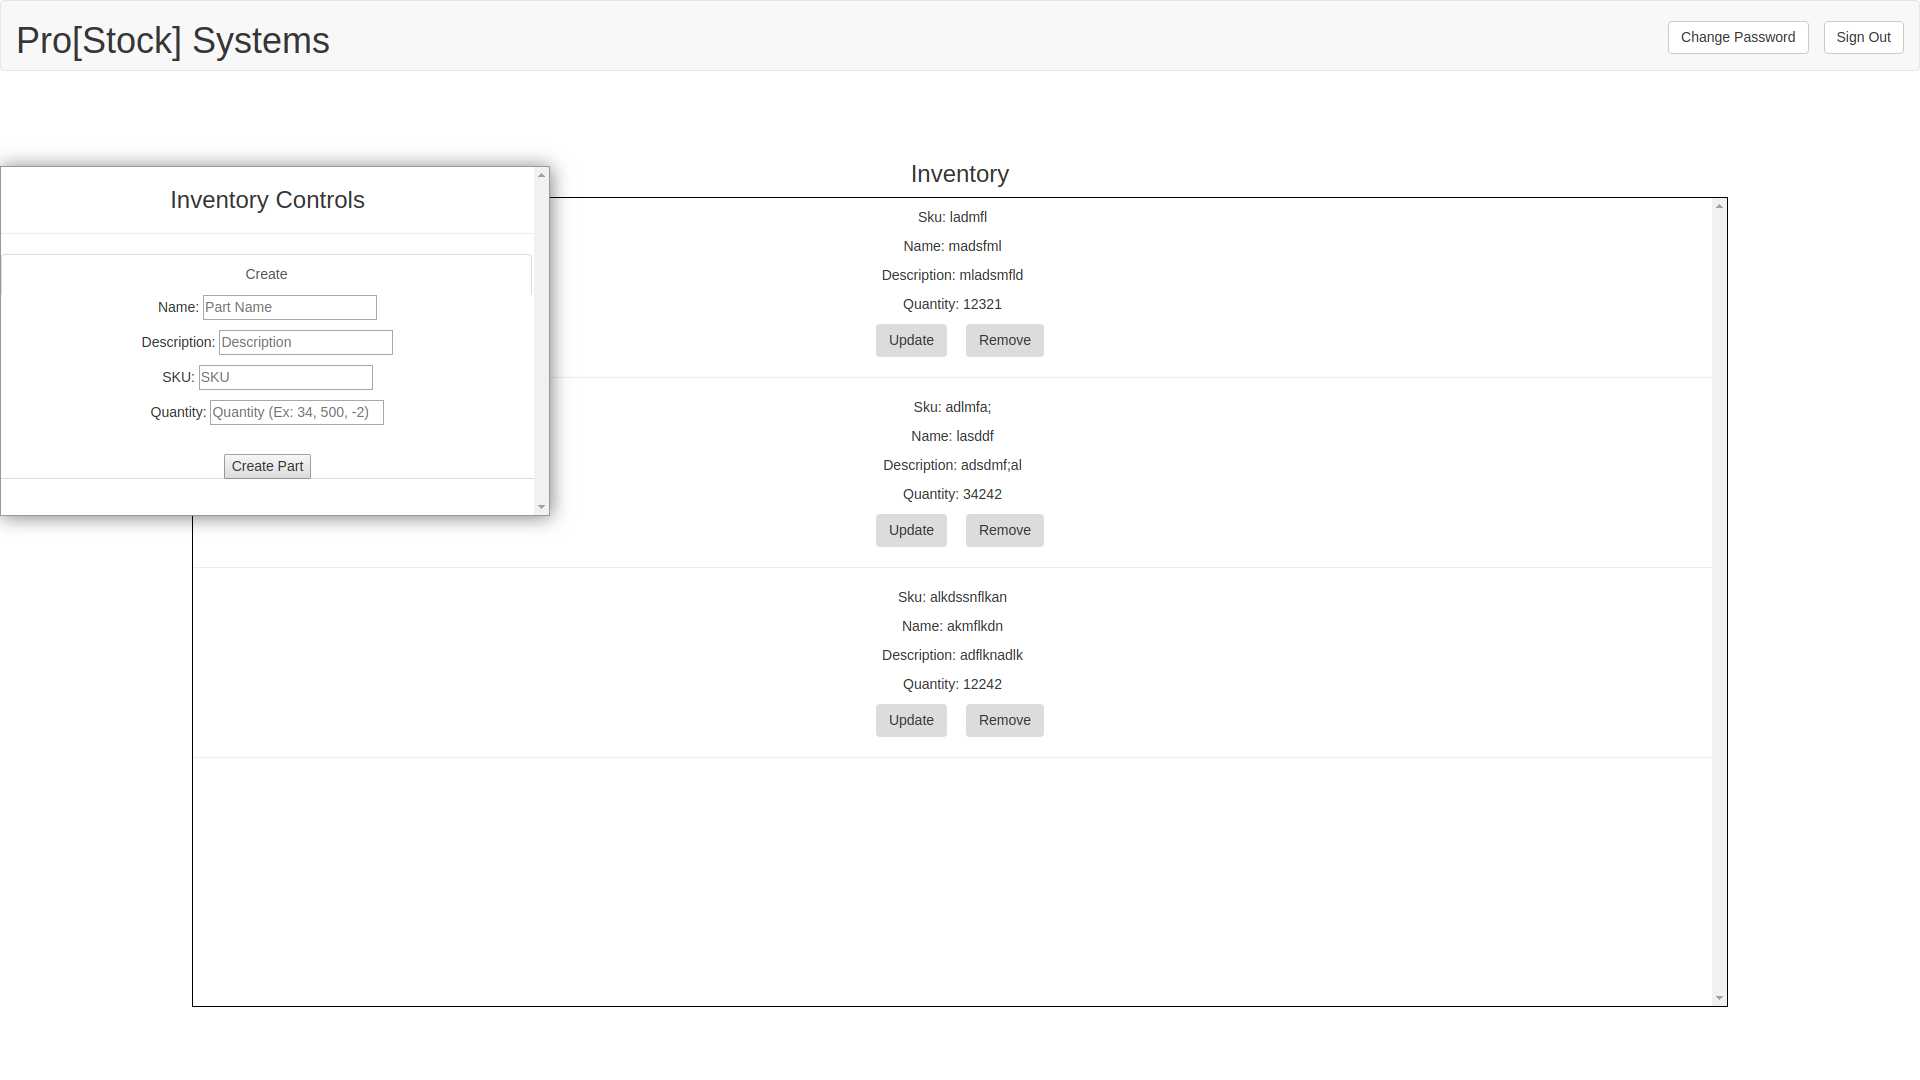 Pro[Stock] Systems
Change Password
Sign Out
Inventory Controls
Create
Name: Part Name
Description: Description
SKU: SKU
Quantity: Quantity (Ex: 34, 500, -2)
Create Part
Inventory
Sku: ladmfl
Name: madsfml
Description: mladsmfld
Quantity: 12321
Update Remove
Sku: adlmfa;
Name: lasddf
Description: adsdmf;al
Quantity: 34242
Update Remove
Sku: alkdssnflkan
Name: akmflkdn
Description: adflknadlk
Quantity: 12242
Update Remove